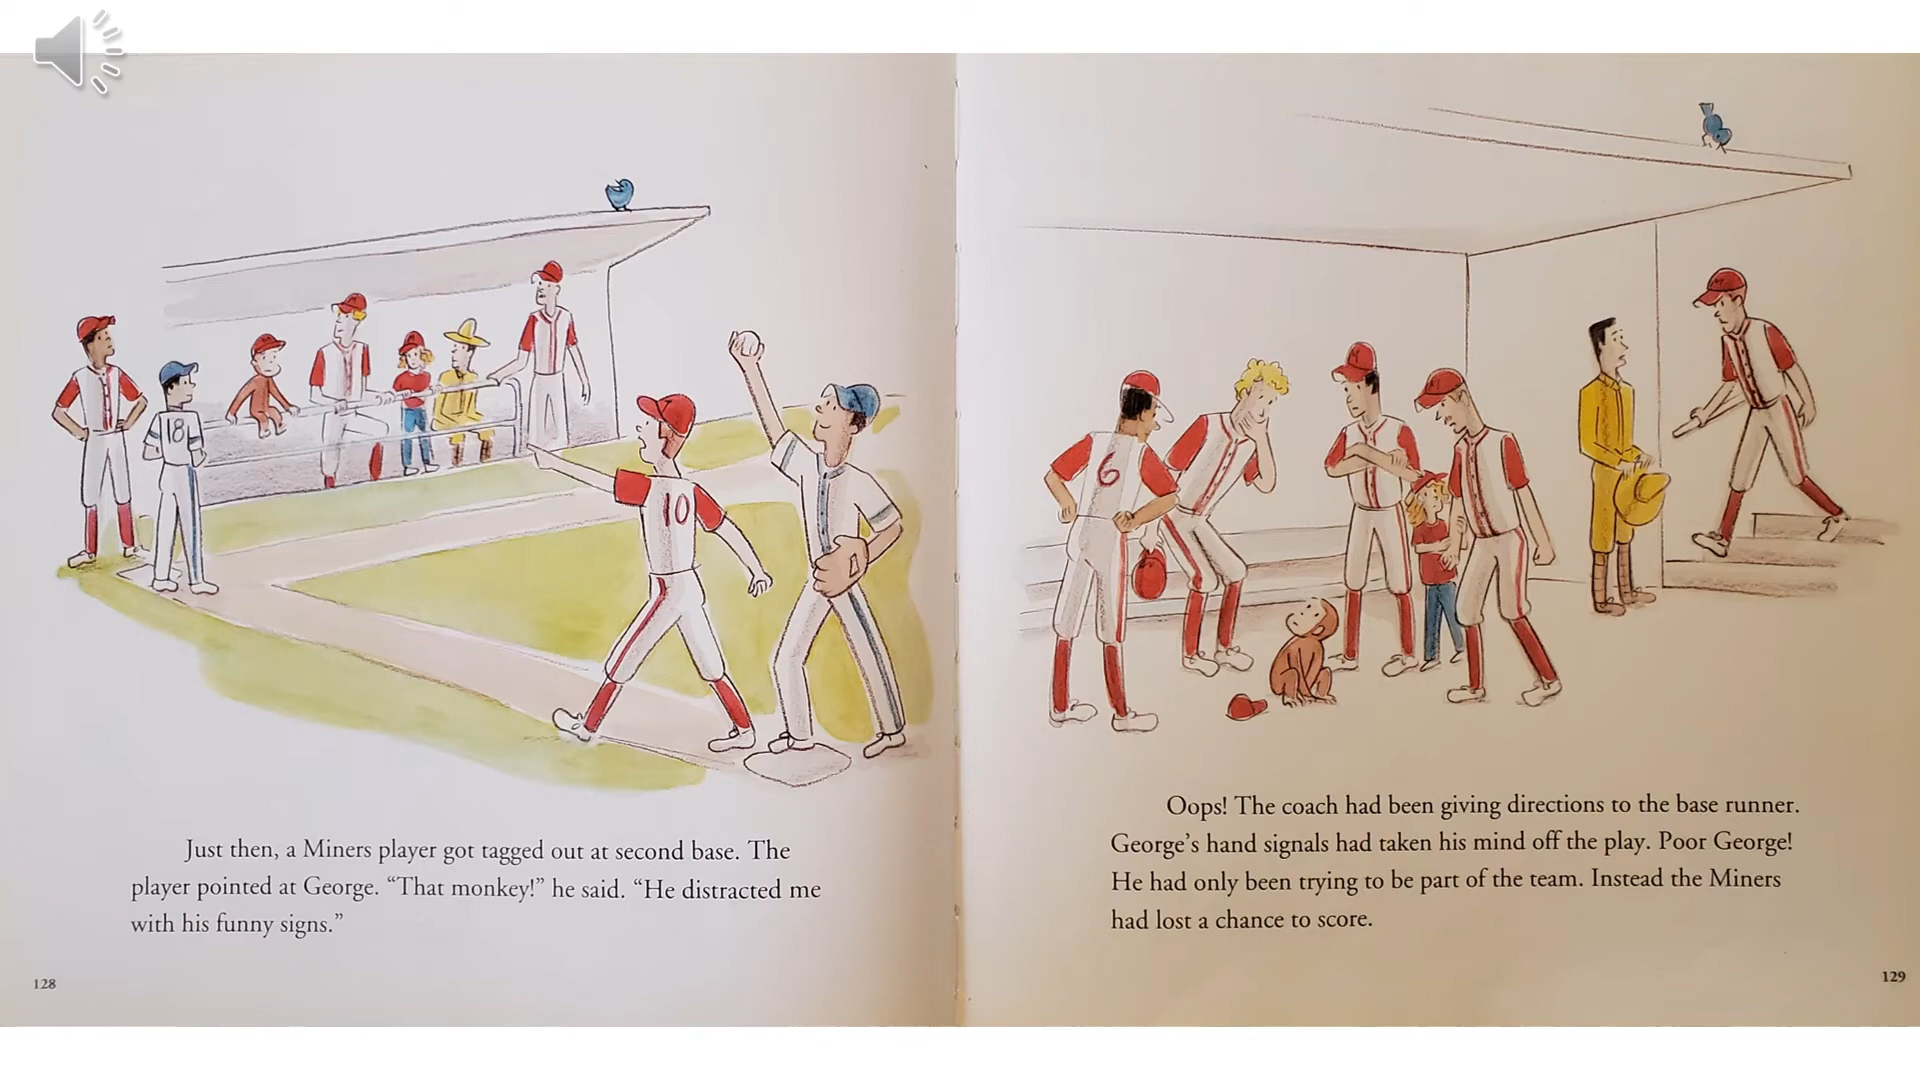 18
10
Just then, a Miners player got tagged out at second base. The
player pointed at George. “That monkey!” he said. “He distracted me
with his funny signs.”
128
6
Oops! The coach had been giving directions to the base runner.
George’s hand signals had taken his mind off the play. Poor George!
He had only been trying to be part of the team. Instead the Miners
had lost a chance to score.
129